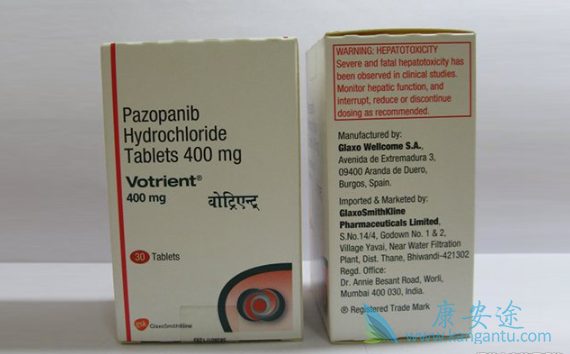 Pazopanib
Hydrochloride
Tablets 400 mg
Votrient®
400 mg
वोट्रिएन्ट
30 Tablets
gsk GlaxoSmithKline
WARNING: HEPATOTOXICITY
Severe and fatal hepatotoxicity has
been observed in clinical studies.
Monitor hepatic function, and
interrupt, reduce or discontinue
dosing as recommended.
Manufactured by:
Glaxo Wellcome S.A.,
Avenida de Extremadura 3,
09400 Aranda de Duero,
Burgos, Spain.
Imported & Marketed by:
GlaxoSmithKline
Pharmaceuticals Limited,
S.No.14/4, Godown No. 1 & 2,
Village Yavai, Near Water Filtration
Plant, Dist. Thane, Bhiwandi-421302
Regd. Office:
Dr. Annie Besant Road, Worli,
Mumbai 400 030, India.
® Registered Trade Mark
康安途
www.kangantu.com